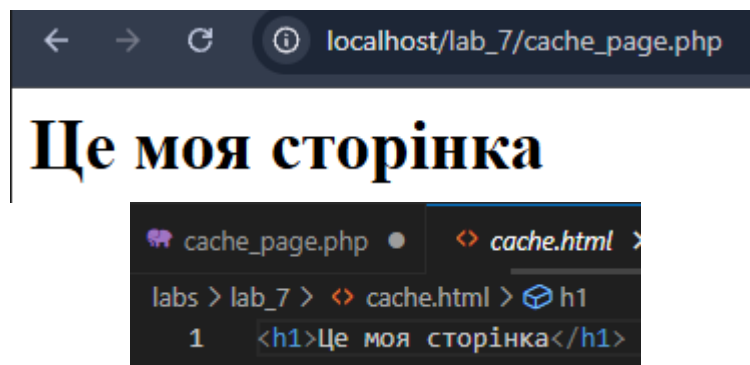 localhost/lab_7/cache_page.php
Це моя сторінка
cache_page.php ● <> cache.html
labs > lab_7 > <> cache.html > h1
1 <h1>Це моя сторінка</h1>